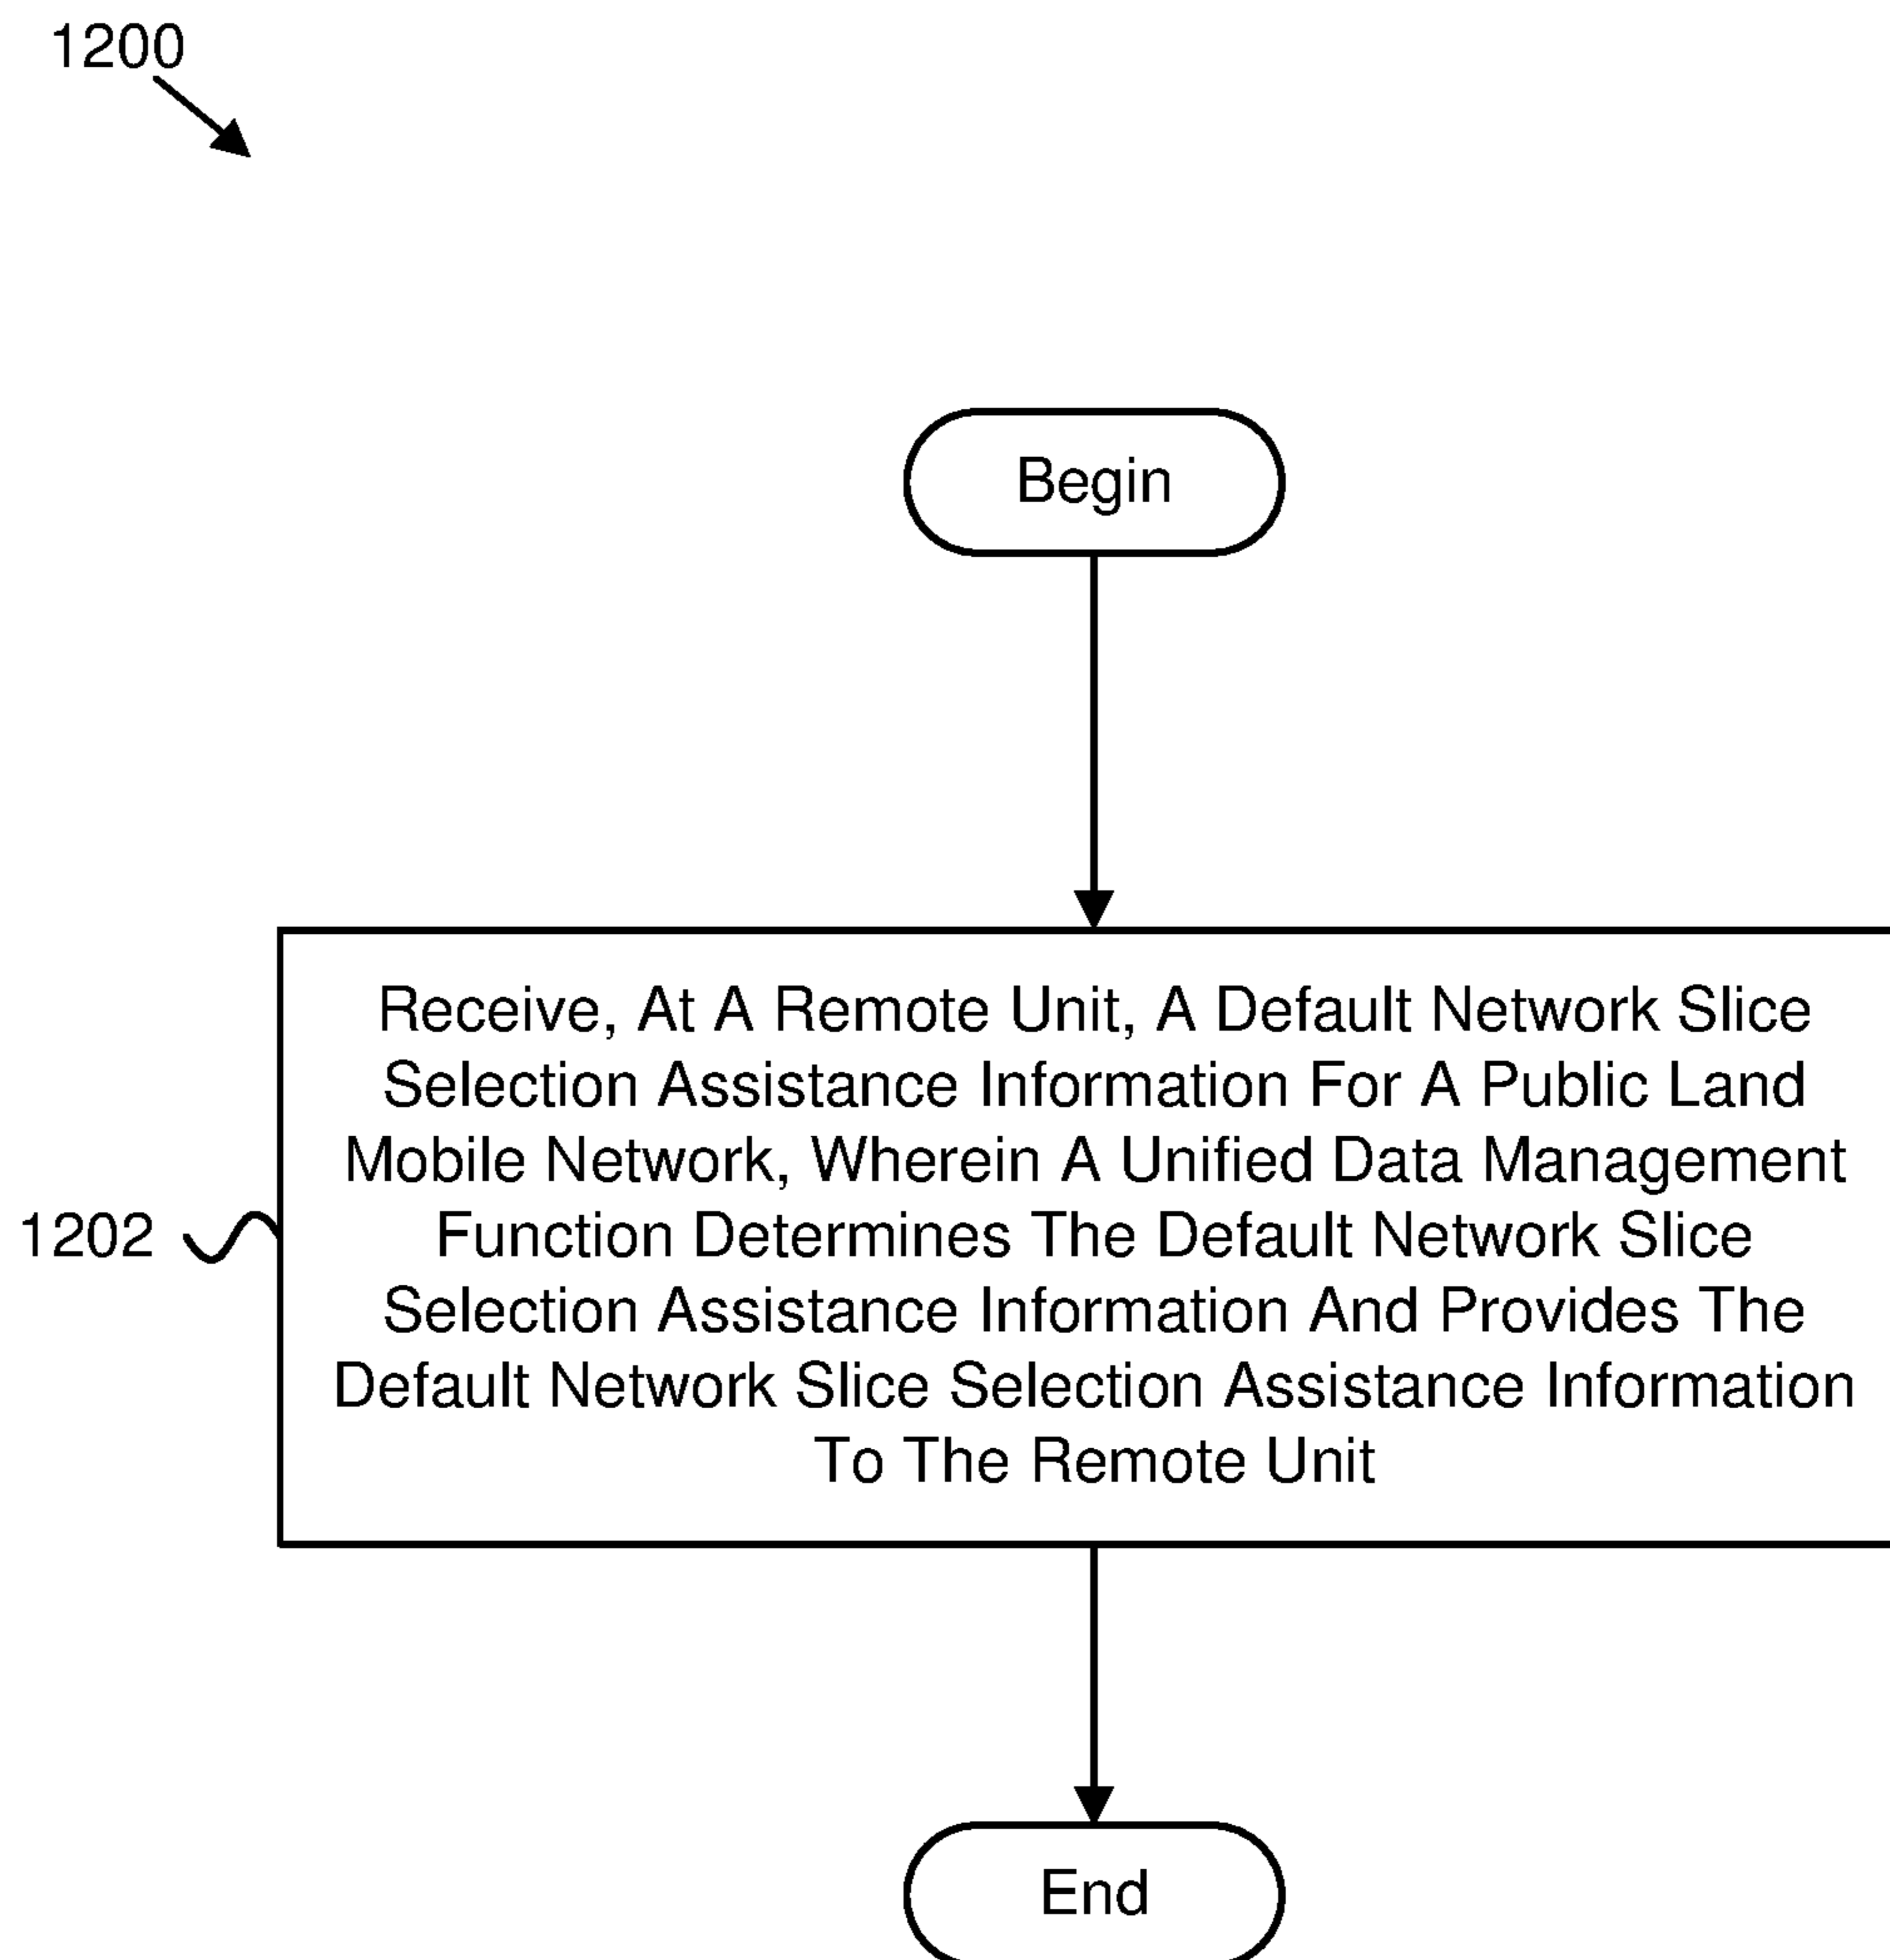 1200
Begin
Receive, At A Remote Unit, A Default Network Slice
Selection Assistance Information For A Public Land
Mobile Network, Wherein A Unified Data Management
Function Determines The Default Network Slice
1202
Selection Assistance Information And Provides The
Default Network Slice Selection Assistance Information
To The Remote Unit
End